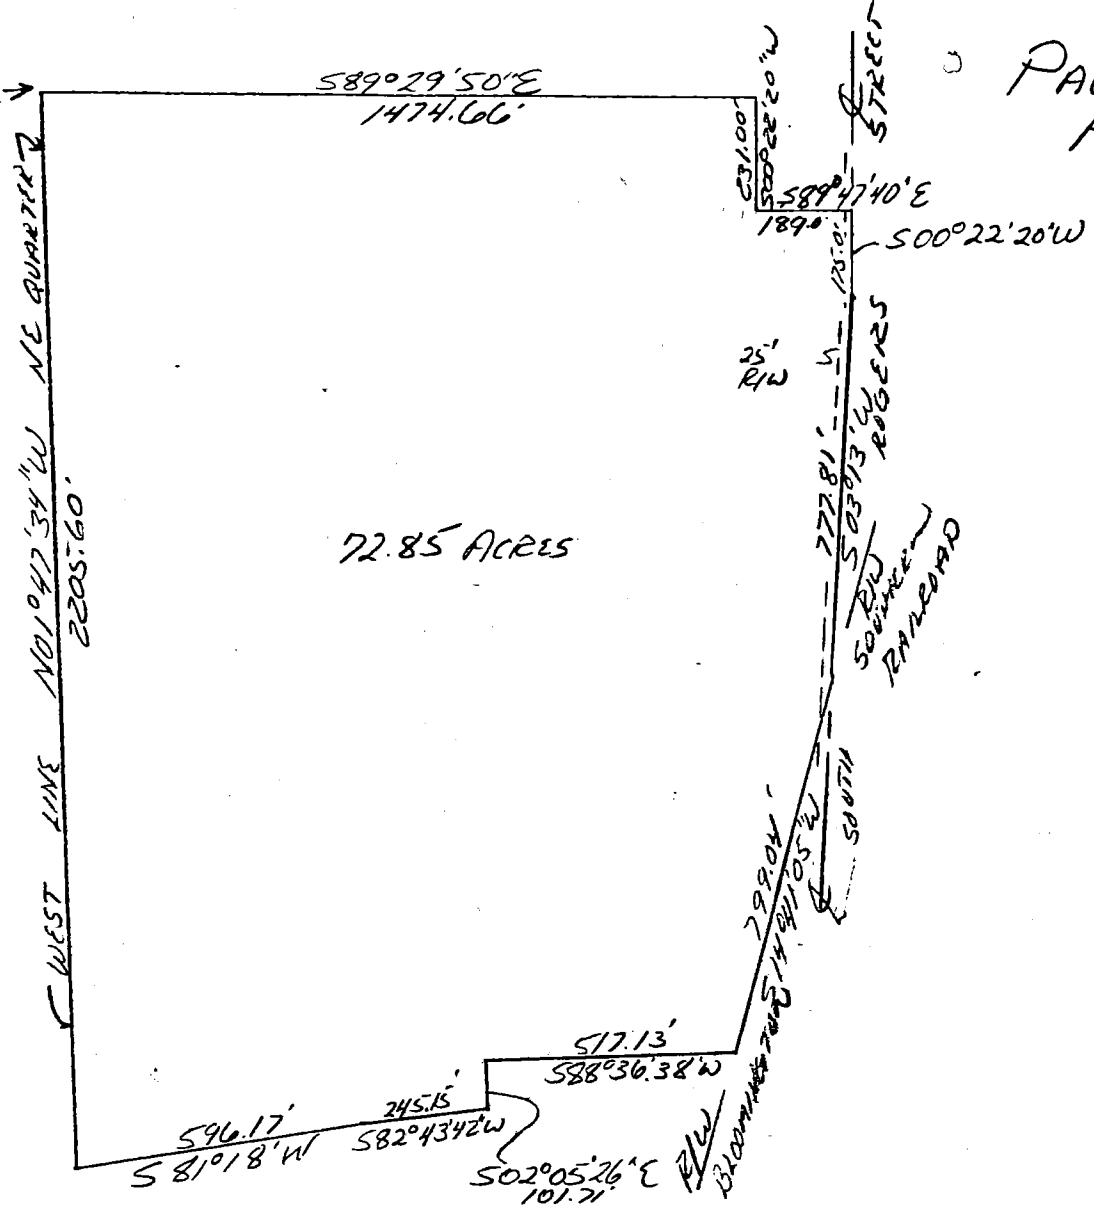 S89°29'50"E
1474.66'
PA
231.00'
S00°22'20"W
STREET
S89°47'40"E
189.0'
175.0'
S00°22'20"W
WEST LINE N01°47'34"W NE QUARTER
2205.60'
25'
R/W
777.81'
S03°13'W
ROGERS
72.85 ACRES
R/W
SOUTHERN
RAILROAD
SOUTH
799.04'
S14°41'05"W
517.13'
S88°36'38"W
245.15'
S82°43'42"W
596.17'
S81°18'W
S02°05'26"E
101.71'
R/W